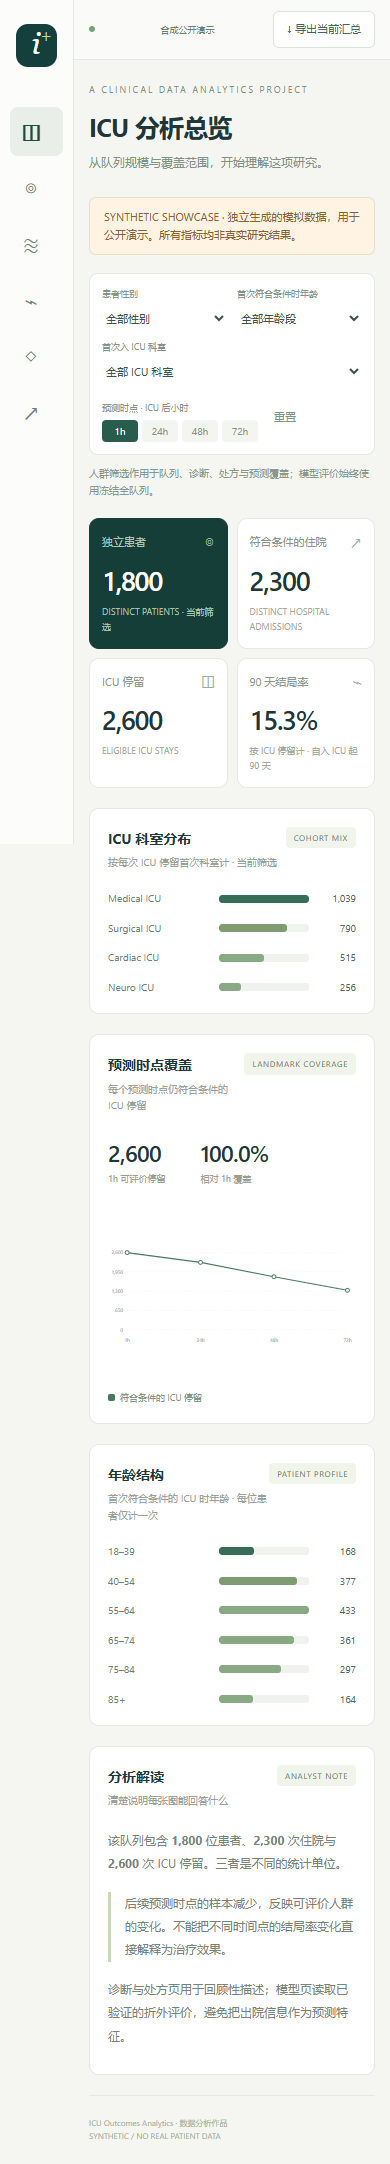 i+
合成公开演示
↓ 导出当前汇总
A CLINICAL DATA ANALYTICS PROJECT
ICU 分析总览
从队列规模与覆盖范围，开始理解这项研究。
SYNTHETIC SHOWCASE · 独立生成的模拟数据，用于
公开演示。所有指标均非真实研究结果。
患者性别
首次符合条件时年龄
全部性别
全部年龄段
首次入 ICU 科室
全部 ICU 科室
预测时点 · ICU 后小时
1h
24h
48h
72h
重置
人群筛选作用于队列、诊断、处方与预测覆盖；模型评价始终使
用冻结全队列。
独立患者
1,800
DISTINCT PATIENTS · 当前筛
选
符合条件的住院
2,300
DISTINCT HOSPITAL
ADMISSIONS
ICU 停留
2,600
ELIGIBLE ICU STAYS
90 天结局率
15.3%
按 ICU 停留计 · 自入 ICU 起
90 天
ICU 科室分布
COHORT MIX
按每次 ICU 停留首次科室计 · 当前筛选
Medical ICU 1,039
Surgical ICU 790
Cardiac ICU 515
Neuro ICU 256
预测时点覆盖
LANDMARK COVERAGE
每个预测时点仍符合条件的
ICU 停留
2,600
1h 可评价停留
100.0%
相对 1h 覆盖
2,600
1,950
1,300
650
0
1h
24h
48h
72h
符合条件的 ICU 停留
年龄结构
PATIENT PROFILE
首次符合条件的 ICU 时年龄 · 每位患
者仅计一次
18–39 168
40–54 377
55–64 433
65–74 361
75–84 297
85+ 164
分析解读
ANALYST NOTE
清楚说明每张图能回答什么
该队列包含 1,800 位患者、2,300 次住院与
2,600 次 ICU 停留。三者是不同的统计单位。
后续预测时点的样本减少，反映可评价人群
的变化。不能把不同时间点的结局率变化直
接解释为治疗效果。
诊断与处方页用于回顾性描述；模型页读取已
验证的折外评价，避免把出院信息作为预测特
征。
ICU Outcomes Analytics · 数据分析作品
SYNTHETIC / NO REAL PATIENT DATA